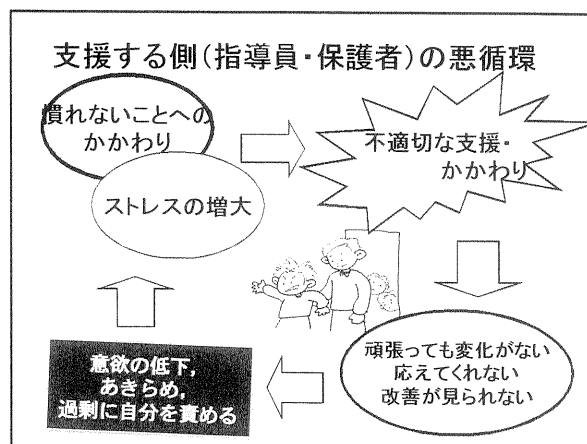 支援する側(指導員・保護者)の悪循環
慣れないことへの
かかわり
ストレスの増大
不適切な支援・
かかわり
頑張っても変化がない
応えてくれない
改善が見られない
意欲の低下,
あきらめ,
過剰に自分を責める